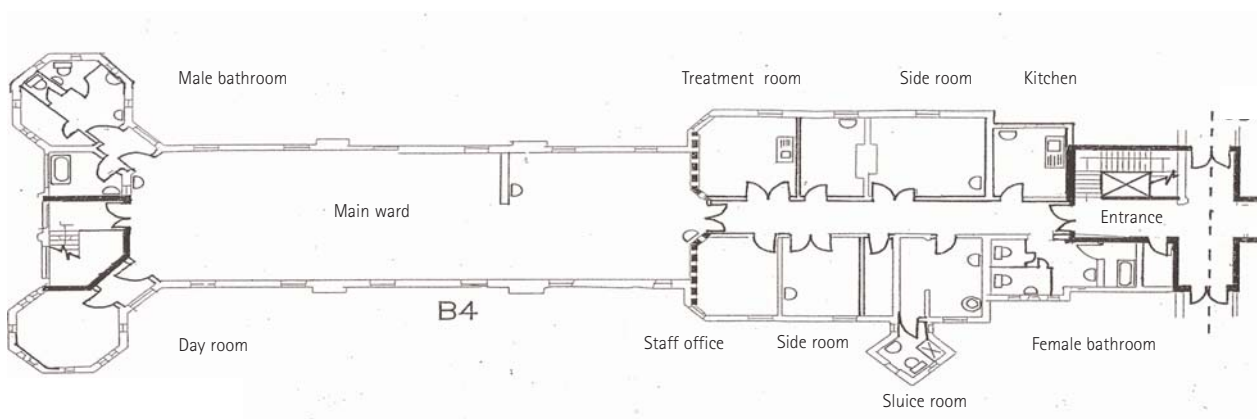 Male bathroom
Treatment room
Side room
Kitchen
Main ward
Entrance
B4
Day room
Staff office
Side room
Female bathroom
Sluice room